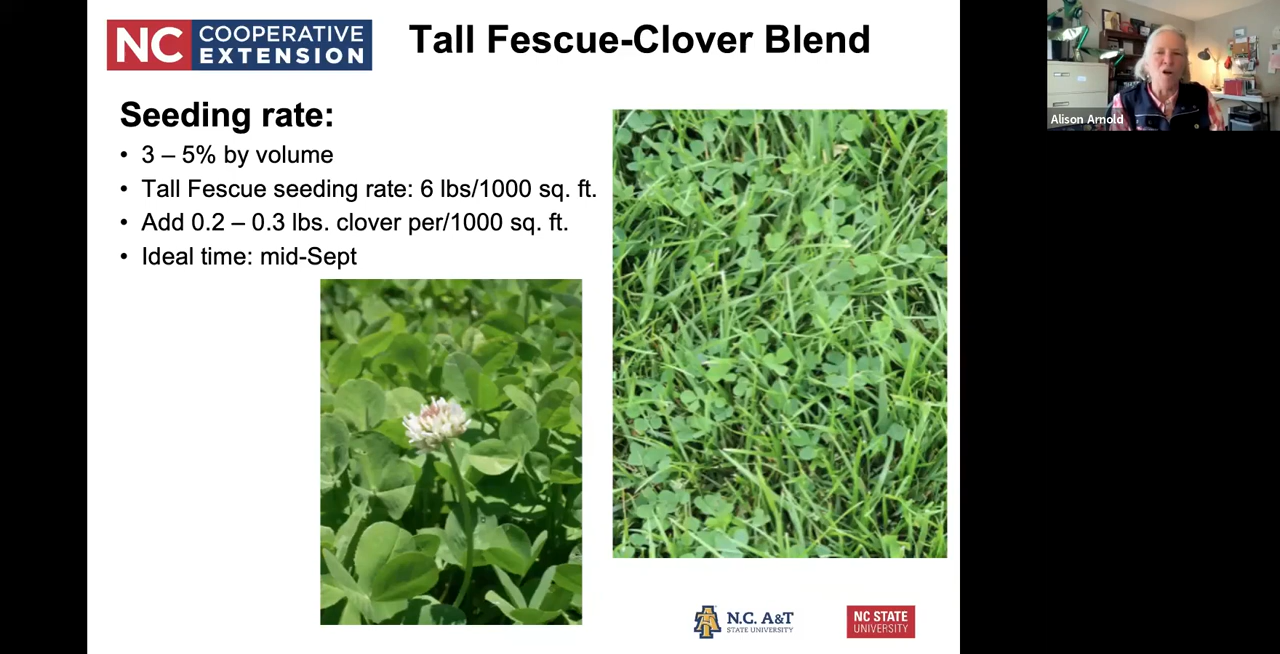 NC COOPERATIVE
EXTENSION
Tall Fescue-Clover Blend
Alison Arnold
Seeding rate:
• 3 – 5% by volume
• Tall Fescue seeding rate: 6 lbs/1000 sq. ft.
• Add 0.2 – 0.3 lbs. clover per/1000 sq. ft.
• Ideal time: mid-Sept
N.C. A&T
STATE UNIVERSITY
NC STATE
UNIVERSITY